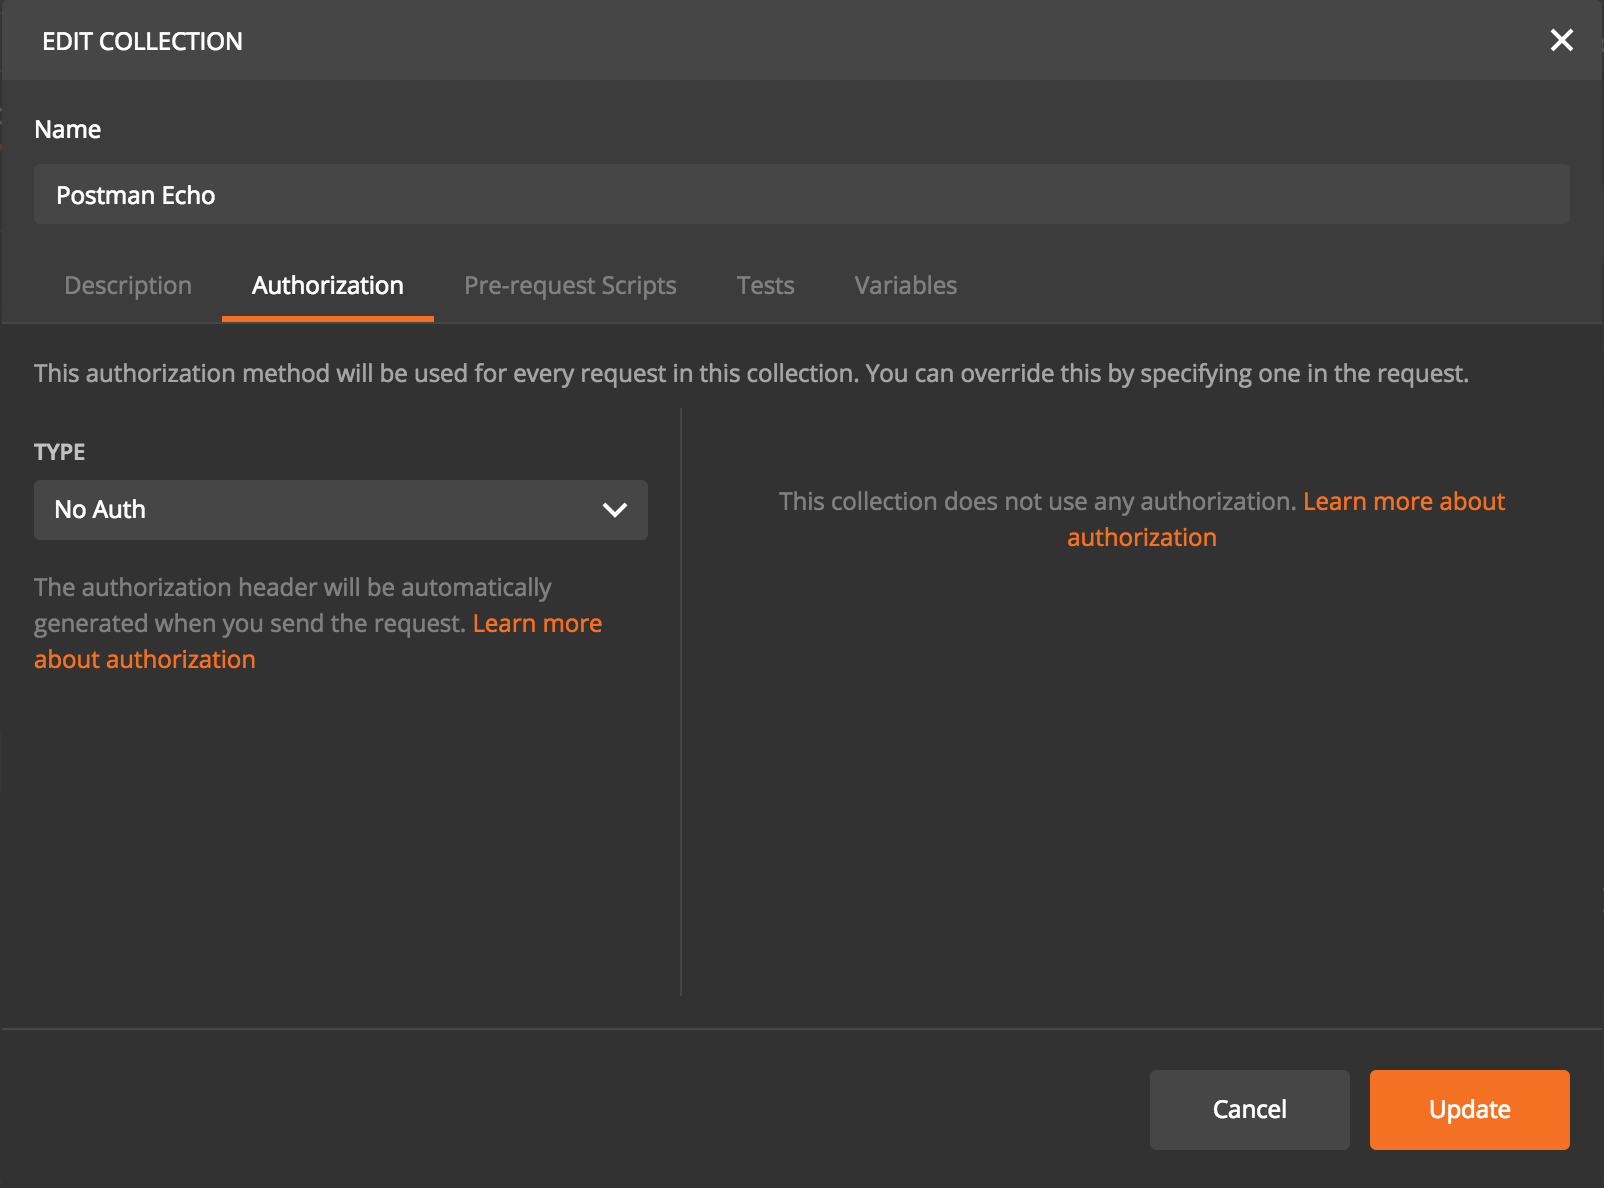 EDIT COLLECTION
Name
Postman Echo
Description Authorization Pre-request Scripts Tests Variables
This authorization method will be used for every request in this collection. You can override this by specifying one in the request.
TYPE
No Auth
The authorization header will be automatically
generated when you send the request. Learn more
about authorization
This collection does not use any authorization. Learn more about
authorization
Cancel Update